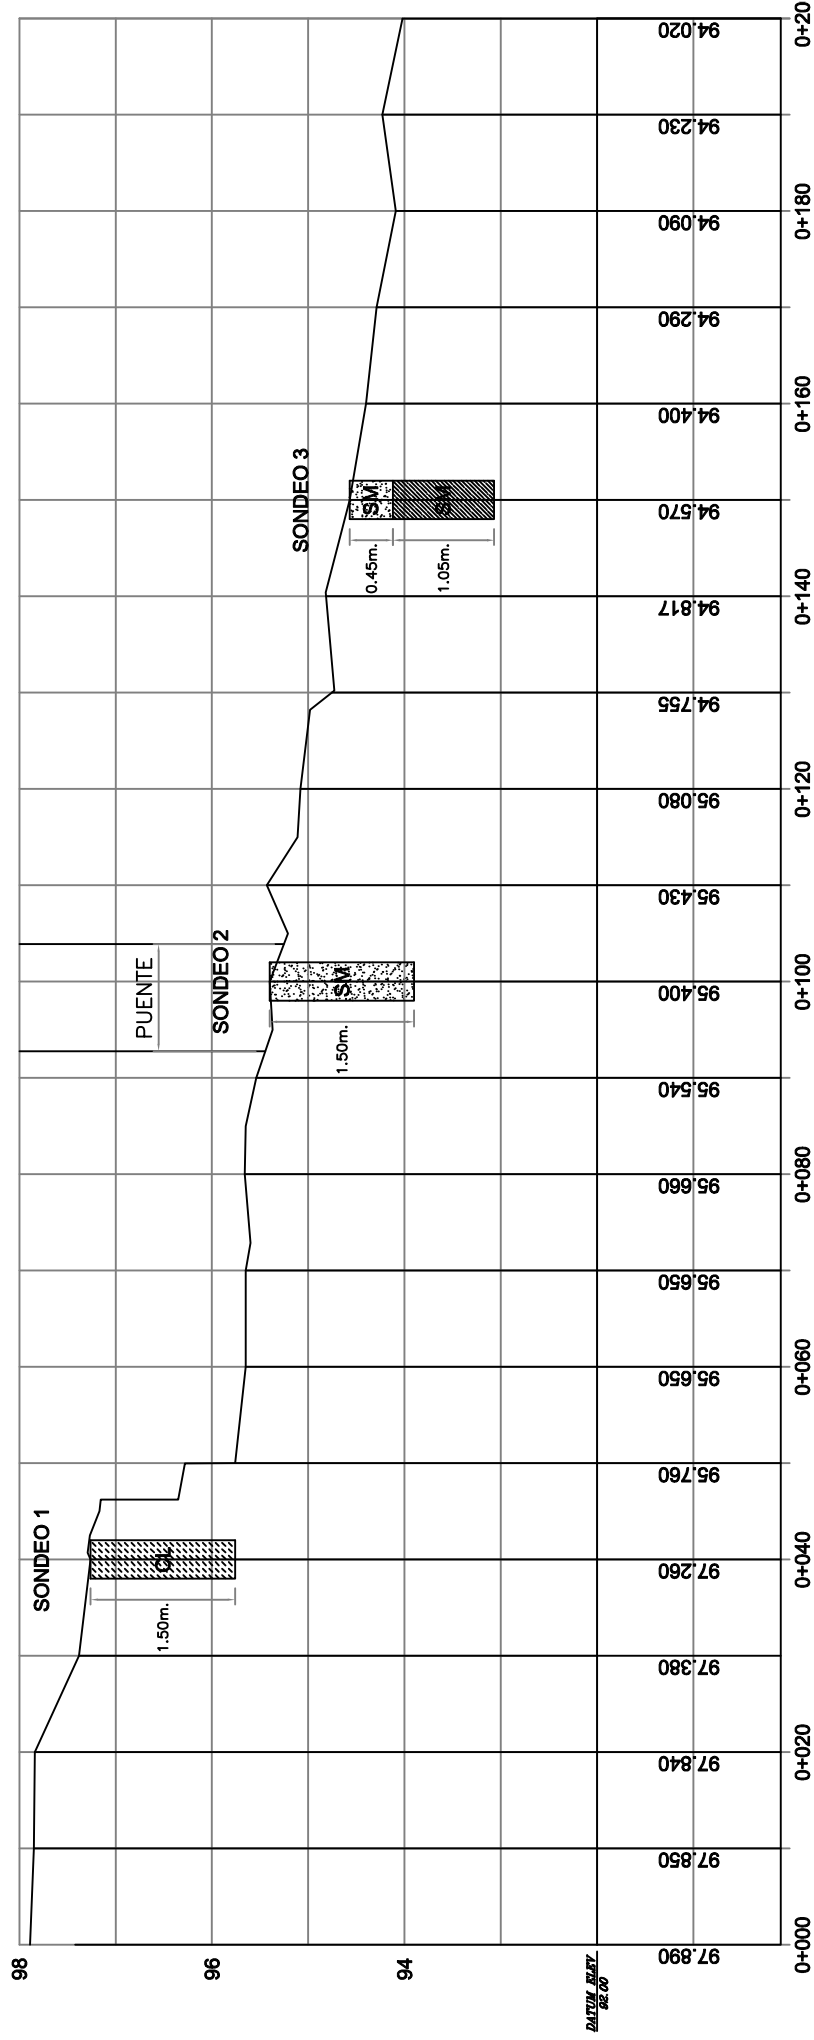 98
96
94
DATUM ELEV
92.00
SONDEO 1
CL
1.50m.
PUENTE
SONDEO 2
SM
1.50m.
SONDEO 3
SM
0.45m.
SM
1.05m.
97.890
97.850
97.840
97.380
97.260
95.760
95.650
95.650
95.660
95.540
95.400
95.430
95.080
94.755
94.817
94.570
94.400
94.290
94.090
94.230
94.020
0+000
0+020
0+040
0+060
0+080
0+100
0+120
0+140
0+160
0+180
0+20